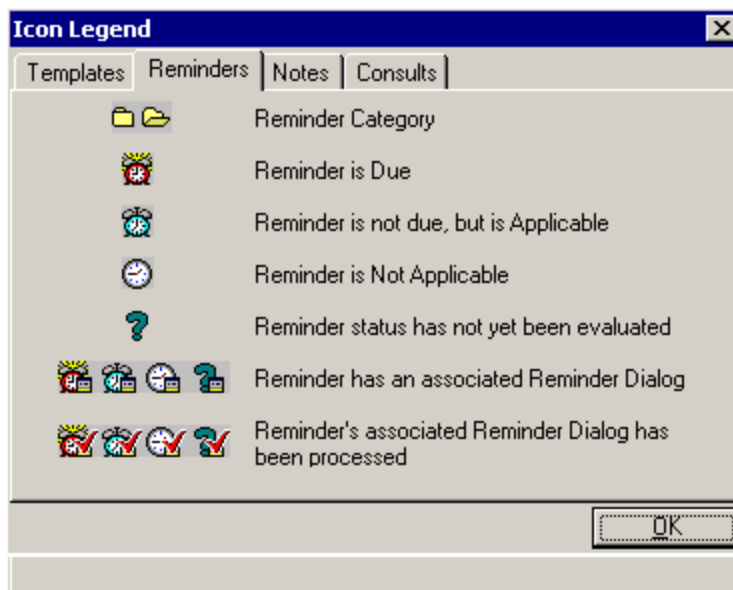 Icon Legend
Templates Reminders Notes Consults
Reminder Category
Reminder is Due
Reminder is not due, but is Applicable
Reminder is Not Applicable
Reminder status has not yet been evaluated
Reminder has an associated Reminder Dialog
Reminder's associated Reminder Dialog has
been processed
OK